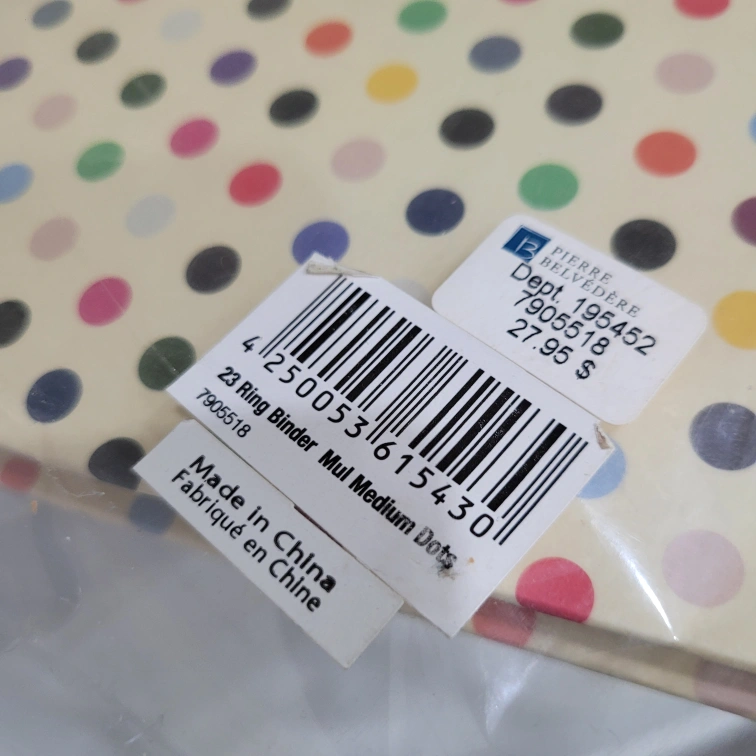 PIERRE
BELVÉDÈRE
Dept. 195452
7905518
27.95 $
4 250053 615430
23 Ring Binder Mul Medium Dots
7905518
Made in China
Fabriqué en Chine